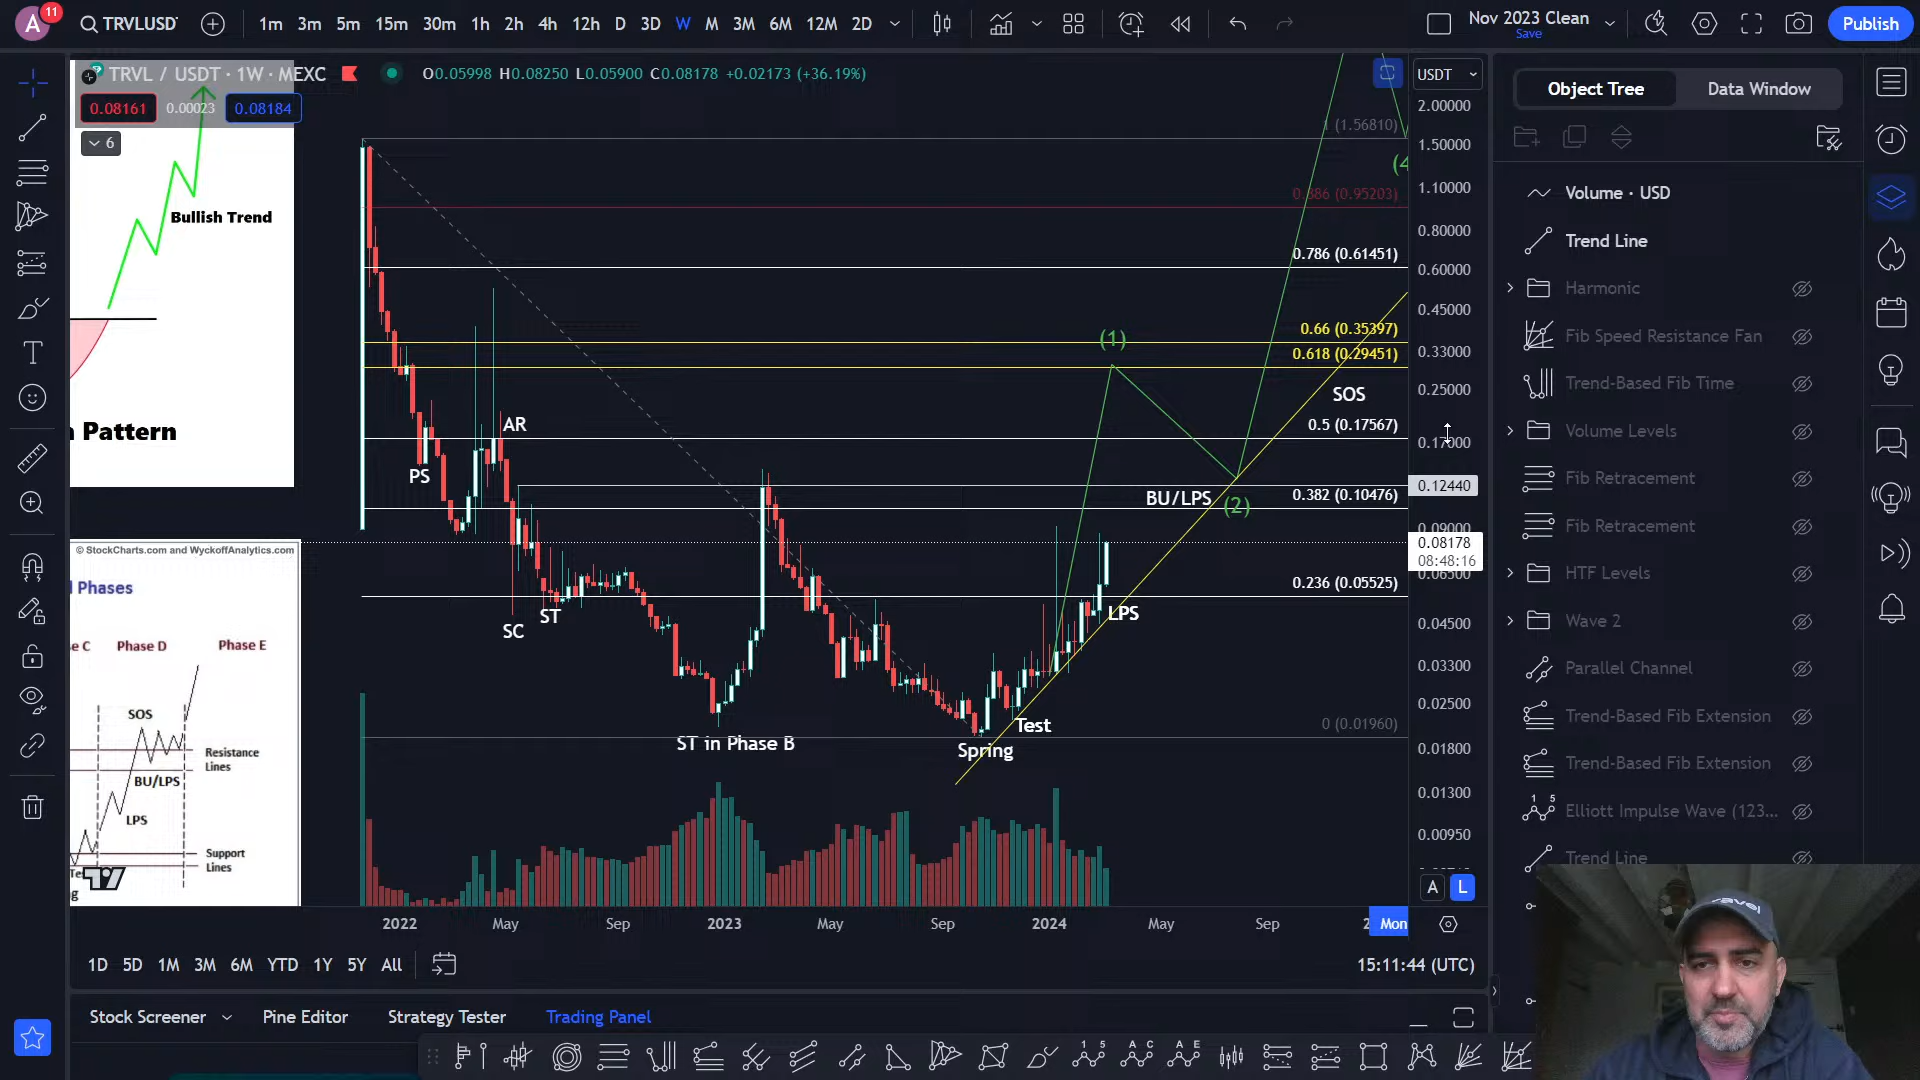 A
11
TRVLUSDT
1m 3m 5m 15m 30m 1h 2h 4h 12h D 3D W M 3M 6M 12M 2D
Nov 2023 Clean
Save
Publish
TRVL / USDT · 1W · MEXC
O0.05998 H0.08250 L0.05900 C0.08178 +0.02173 (+36.19%)
0.08161 0.00023 0.08184
6
USDT
Object Tree
Data Window
Bullish Trend
Pattern
© StockCharts.com and WyckoffAnalytics.com
Phases
Phase D
Phase E
SOS
Resistance
Lines
BU/LPS
LPS
Support
Lines
1 (1.56810)
(0.95203)
0.786 (0.61451)
0.66 (0.35397)
0.618 (0.29451)
0.5 (0.17567)
0.382 (0.10476)
0.236 (0.05525)
0 (0.01960)
(1)
(2)
SOS
BU/LPS
LPS
AR
PS
SC
ST
ST in Phase B
Spring
Test
2.00000
1.50000
1.10000
0.80000
0.60000
0.45000
0.33000
0.25000
0.17000
0.12440
0.09000
0.08178
08:48:16
0.06500
0.04500
0.03300
0.02500
0.01800
0.01300
0.00950
A L
2022 May Sep 2023 May Sep 2024 May Sep Mon
1D 5D 1M 3M 6M YTD 1Y 5Y All
15:11:44 (UTC)
Stock Screener
Pine Editor
Strategy Tester
Trading Panel
Volume · USD
Trend Line
Harmonic
Fib Speed Resistance Fan
Trend-Based Fib Time
Volume Levels
Fib Retracement
Fib Retracement
HTF Levels
Wave 2
Parallel Channel
Trend-Based Fib Extension
Trend-Based Fib Extension
Elliott Impulse Wave (123...
Trend Line